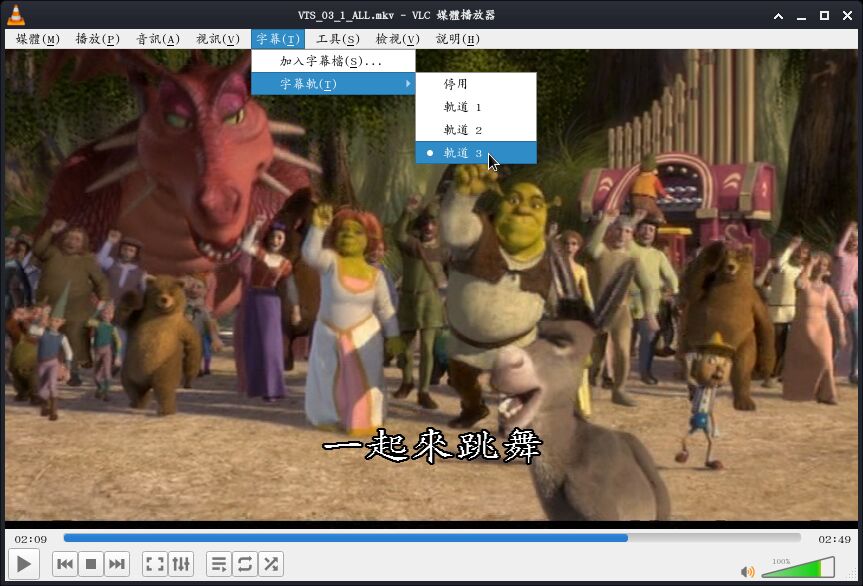 VTS_03_1_ALL.mkv - VLC 媒體播放器
媒體(M) 播放(P) 音訊(A) 視訊(V) 字幕(T) 工具(S) 檢視(V) 說明(H)
加入字幕檔(S)...
字幕軌(T)
停用
軌道 1
軌道 2
軌道 3
一起來跳舞
02:09 02:49
100%